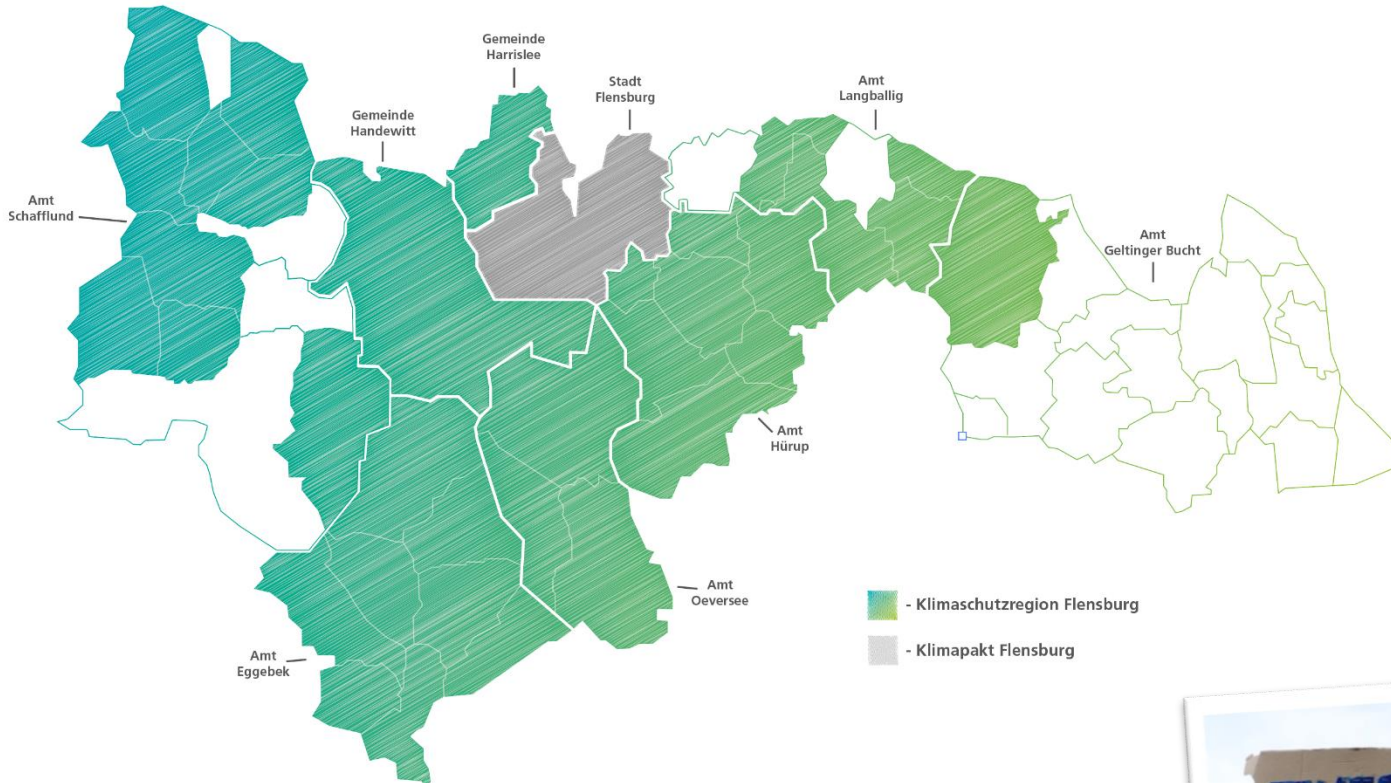 Gemeinde
Harrislee
Stadt
Flensburg
Amt
Langballig
Gemeinde
Handewitt
Amt
Schafflund
Amt
Geltinger Bucht
Amt
Hürup
Amt
Oeversee
Amt
Eggebek
- Klimaschutzregion Flensburg
- Klimapakt Flensburg